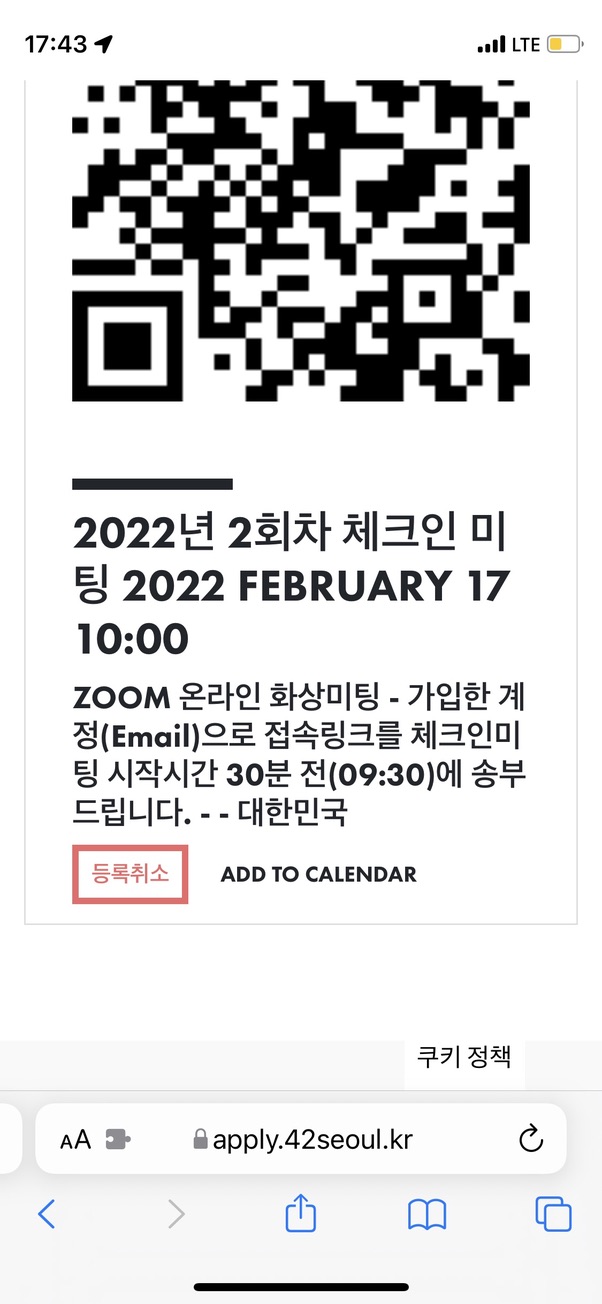 17:43
LTE
2022년 2회차 체크인 미
팅 2022 FEBRUARY 17
10:00
ZOOM 온라인 화상미팅 - 가입한 계
정(Email)으로 접속링크를 체크인미
팅 시작시간 30분 전(09:30)에 송부
드립니다. - - 대한민국
등록취소 ADD TO CALENDAR
쿠키 정책
AA apply.42seoul.kr